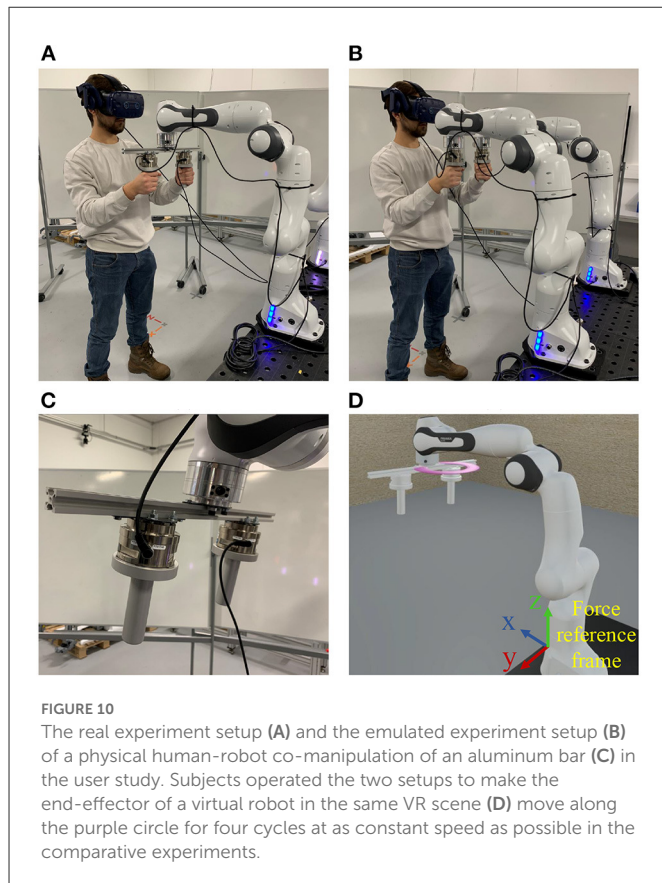 A
B
C
D
z
x
y
Force
reference
frame
FIGURE 10
The real experiment setup (A) and the emulated experiment setup (B)
of a physical human-robot co-manipulation of an aluminum bar (C) in
the user study. Subjects operated the two setups to make the
end-effector of a virtual robot in the same VR scene (D) move along
the purple circle for four cycles at as constant speed as possible in the
comparative experiments.